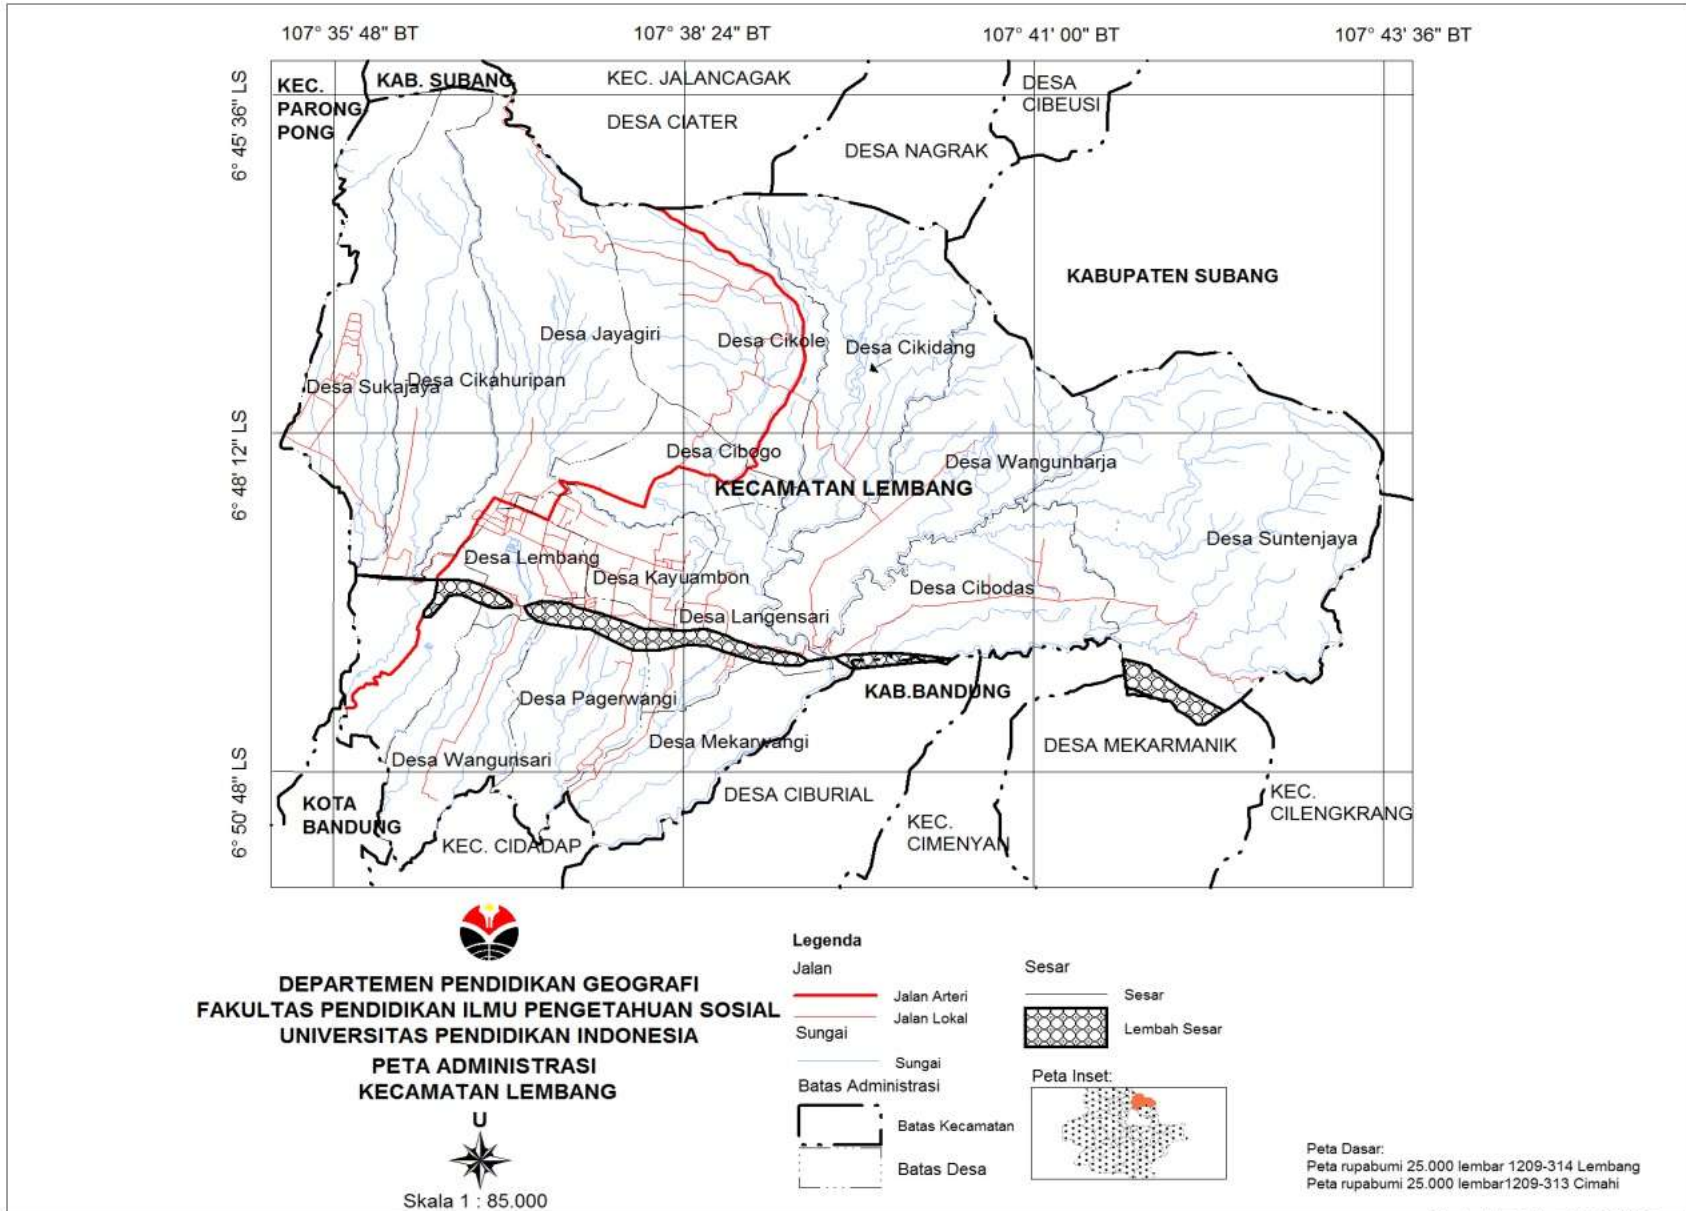 107° 35' 48" BT
107° 38' 24" BT
107° 41' 00" BT
107° 43' 36" BT
6° 45' 36" LS
6° 48' 12" LS
6° 50' 48" LS
KEC.
PARONG
PONG
KAB. SUBANG
KEC. JALANCAGAK
DESA CIATER
DESA
CIBEUSI
DESA NAGRAK
KABUPATEN SUBANG
Desa Jayagiri
Desa Cikole
Desa Cikidang
Desa Sukajaya
Desa Cikahuripan
Desa Cibogo
Desa Wangunharja
KECAMATAN LEMBANG
Desa Suntenjaya
Desa Lembang
Desa Kayuambon
Desa Cibodas
Desa Langensari
Desa Pagerwangi
KAB.BANDUNG
Desa Mekarwangi
DESA MEKARMANIK
Desa Wangunsari
DESA CIBURIAL
KOTA
BANDUNG
KEC. CIDADAP
KEC.
CIMENYAN
KEC.
CILENGKRANG
DEPARTEMEN PENDIDIKAN GEOGRAFI
FAKULTAS PENDIDIKAN ILMU PENGETAHUAN SOSIAL
UNIVERSITAS PENDIDIKAN INDONESIA
PETA ADMINISTRASI
KECAMATAN LEMBANG
U
Skala 1 : 85.000
Legenda
Jalan
Jalan Arteri
Jalan Lokal
Sungai
Sungai
Batas Administrasi
Batas Kecamatan
Batas Desa
Sesar
Sesar
Lembah Sesar
Peta Inset:
Peta Dasar:
Peta rupabumi 25.000 lembar 1209-314 Lembang
Peta rupabumi 25.000 lembar1209-313 Cimahi